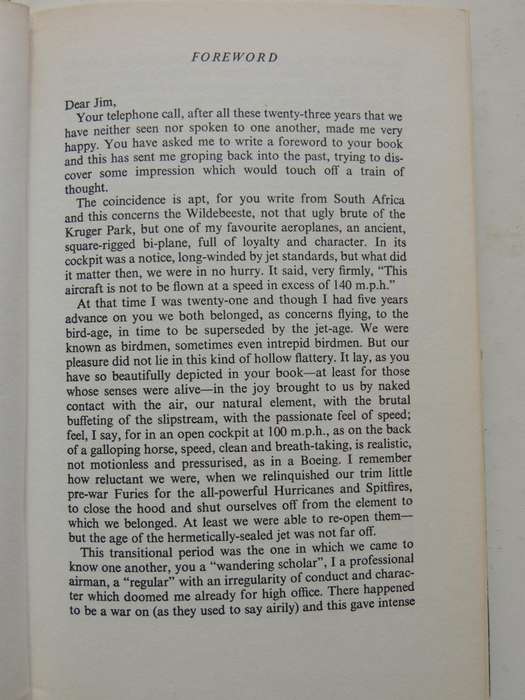 FOREWORD
Dear Jim,
Your telephone call, after all these twenty-three years that we
have neither seen nor spoken to one another, made me very
happy. You have asked me to write a foreword to your book
and this has sent me groping back into the past, trying to dis-
cover some impression which would touch off a train of
thought.
The coincidence is apt, for you write from South Africa
and this concerns the Wildebeeste, not that ugly brute of the
Kruger Park, but one of my favourite aeroplanes, an ancient,
square-rigged bi-plane, full of loyalty and character. In its
cockpit was a notice, long-winded by jet standards, but what did
it matter then, we were in no hurry. It said, very firmly, "This
aircraft is not to be flown at a speed in excess of 140 m.p.h."
At that time I was twenty-one and though I had five years
advance on you we both belonged, as concerns flying, to the
bird-age, in time to be superseded by the jet-age. We were
known as birdmen, sometimes even intrepid birdmen. But our
pleasure did not lie in this kind of hollow flattery. It lay, as you
have so beautifully depicted in your book—at least for those
whose senses were alive—in the joy brought to us by naked
contact with the air, our natural element, with the brutal
buffeting of the slipstream, with the passionate feel of speed;
feel, I say, for in an open cockpit at 100 m.p.h., as on the back
of a galloping horse, speed, clean and breath-taking, is realistic,
not motionless and pressurised, as in a Boeing. I remember
how reluctant we were, when we relinquished our trim little
pre-war Furies for the all-powerful Hurricanes and Spitfires,
to close the hood and shut ourselves off from the element to
which we belonged. At least we were able to re-open them—
but the age of the hermetically-sealed jet was not far off.
This transitional period was the one in which we came to
know one another, you a "wandering scholar", I a professional
airman, a "regular" with an irregularity of conduct and charac-
ter which doomed me already for high office. There happened
to be a war on (as they used to say airily) and this gave intense